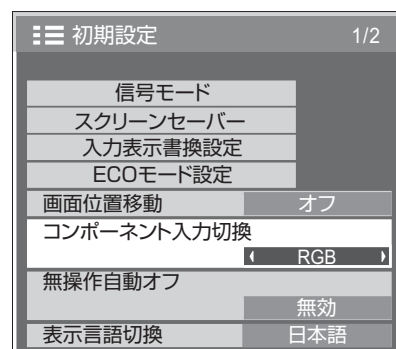 初期設定 1/2
信号モード
スクリーンセーバー
入力表示書換設定
ECOモード設定
画面位置移動 オフ
コンポーネント入力切換
RGB
無操作自動オフ
無効
表示言語切換 日本語